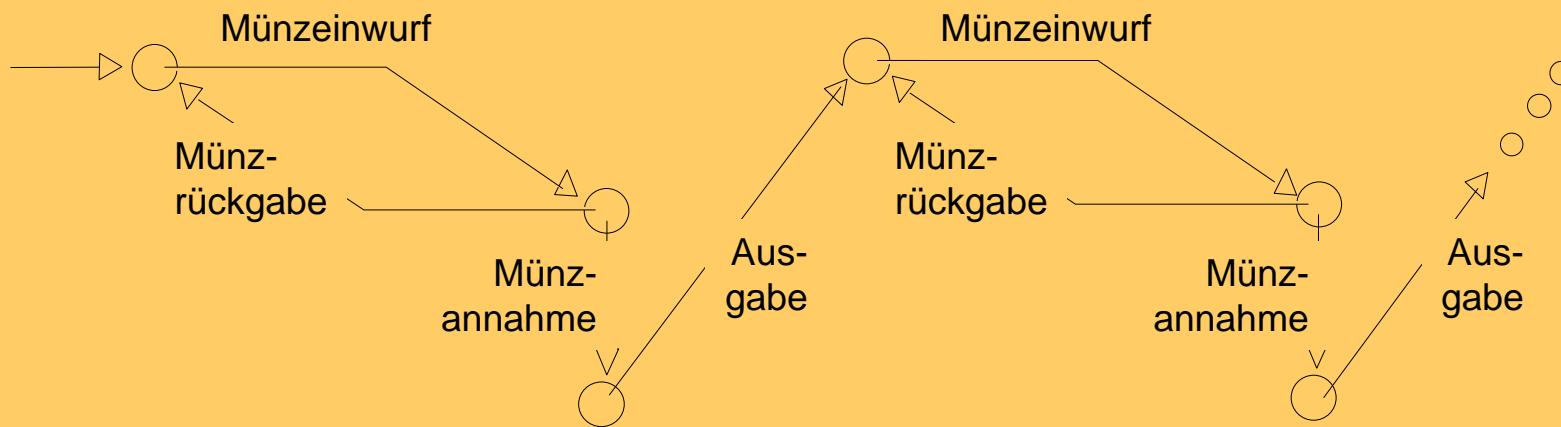 Münzeinwurf
Münz-
rückgabe
Münz-
annahme
Aus-
gabe
Münzeinwurf
Münz-
rückgabe
Münz-
annahme
Aus-
gabe